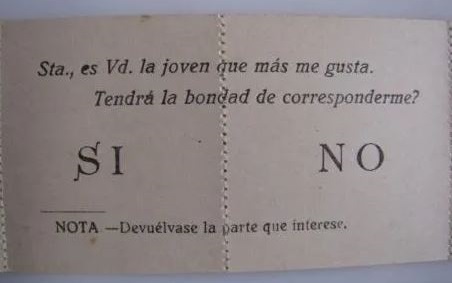 Sta., es Vd. la joven que más me gusta.
Tendrá la bondad de corresponderme?
SI NO
NOTA —Devuélvase la parte que interese.